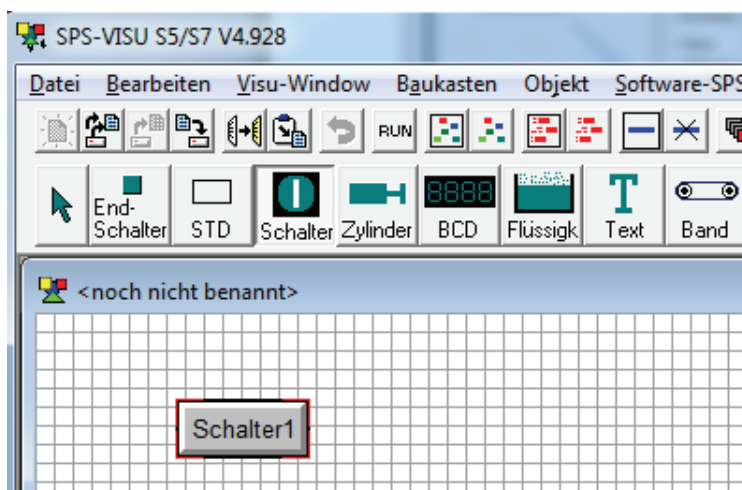 SPS-VISU S5/S7 V4.928
Datei Bearbeiten Visu-Window Baukasten Objekt Software-SPS
RUN
End-
Schalter STD Schalter Zylinder BCD Flüssigk Text Band
8888
T
<noch nicht benannt>
Schalter1